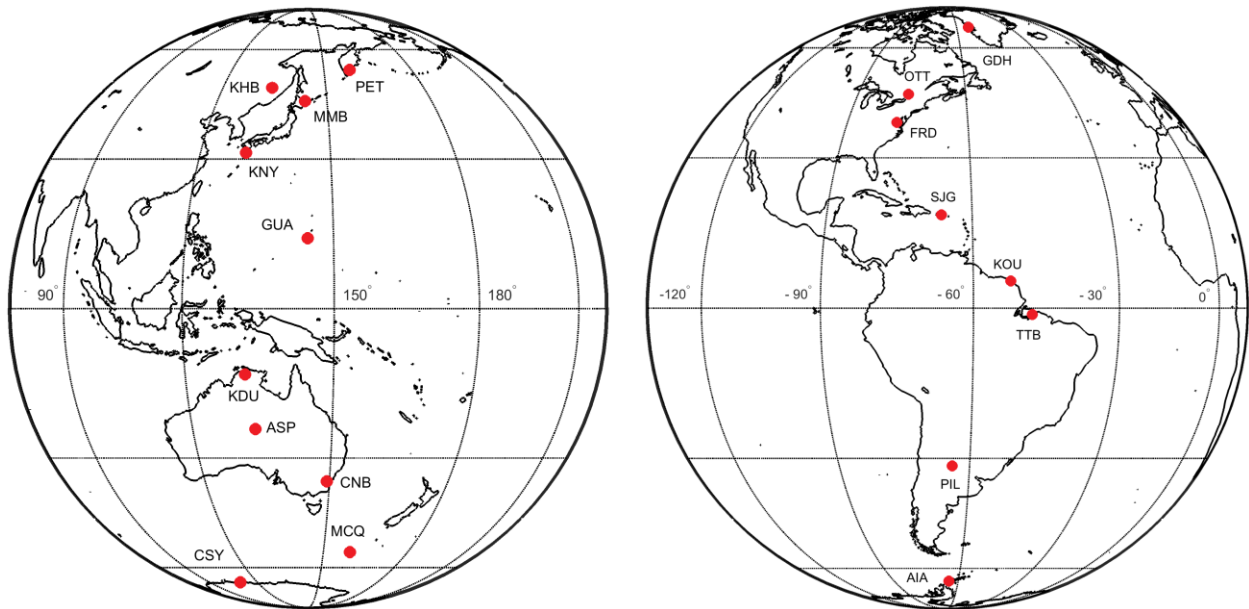 PET
KHB
MMB
KNY
GUA
90°
150°
180°
KDU
ASP
CNB
MCQ
CSY
GDH
OTT
FRD
SJG
KOU
-120°
- 90°
- 60°
- 30°
0°
TTB
PIL
AIA